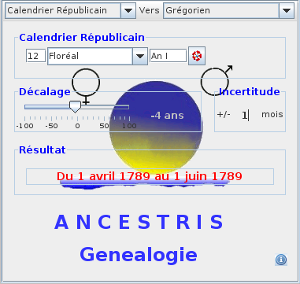 Calendrier Républicain Vers Grégorien
Calendrier Républicain
12 Floréal An I
Décalage
-100 -50 0 50 100
-4 ans
Incertitude
+/- 1 mois
Résultat
Du 1 avril 1789 au 1 juin 1789
ANCESTRIS
Genealogie